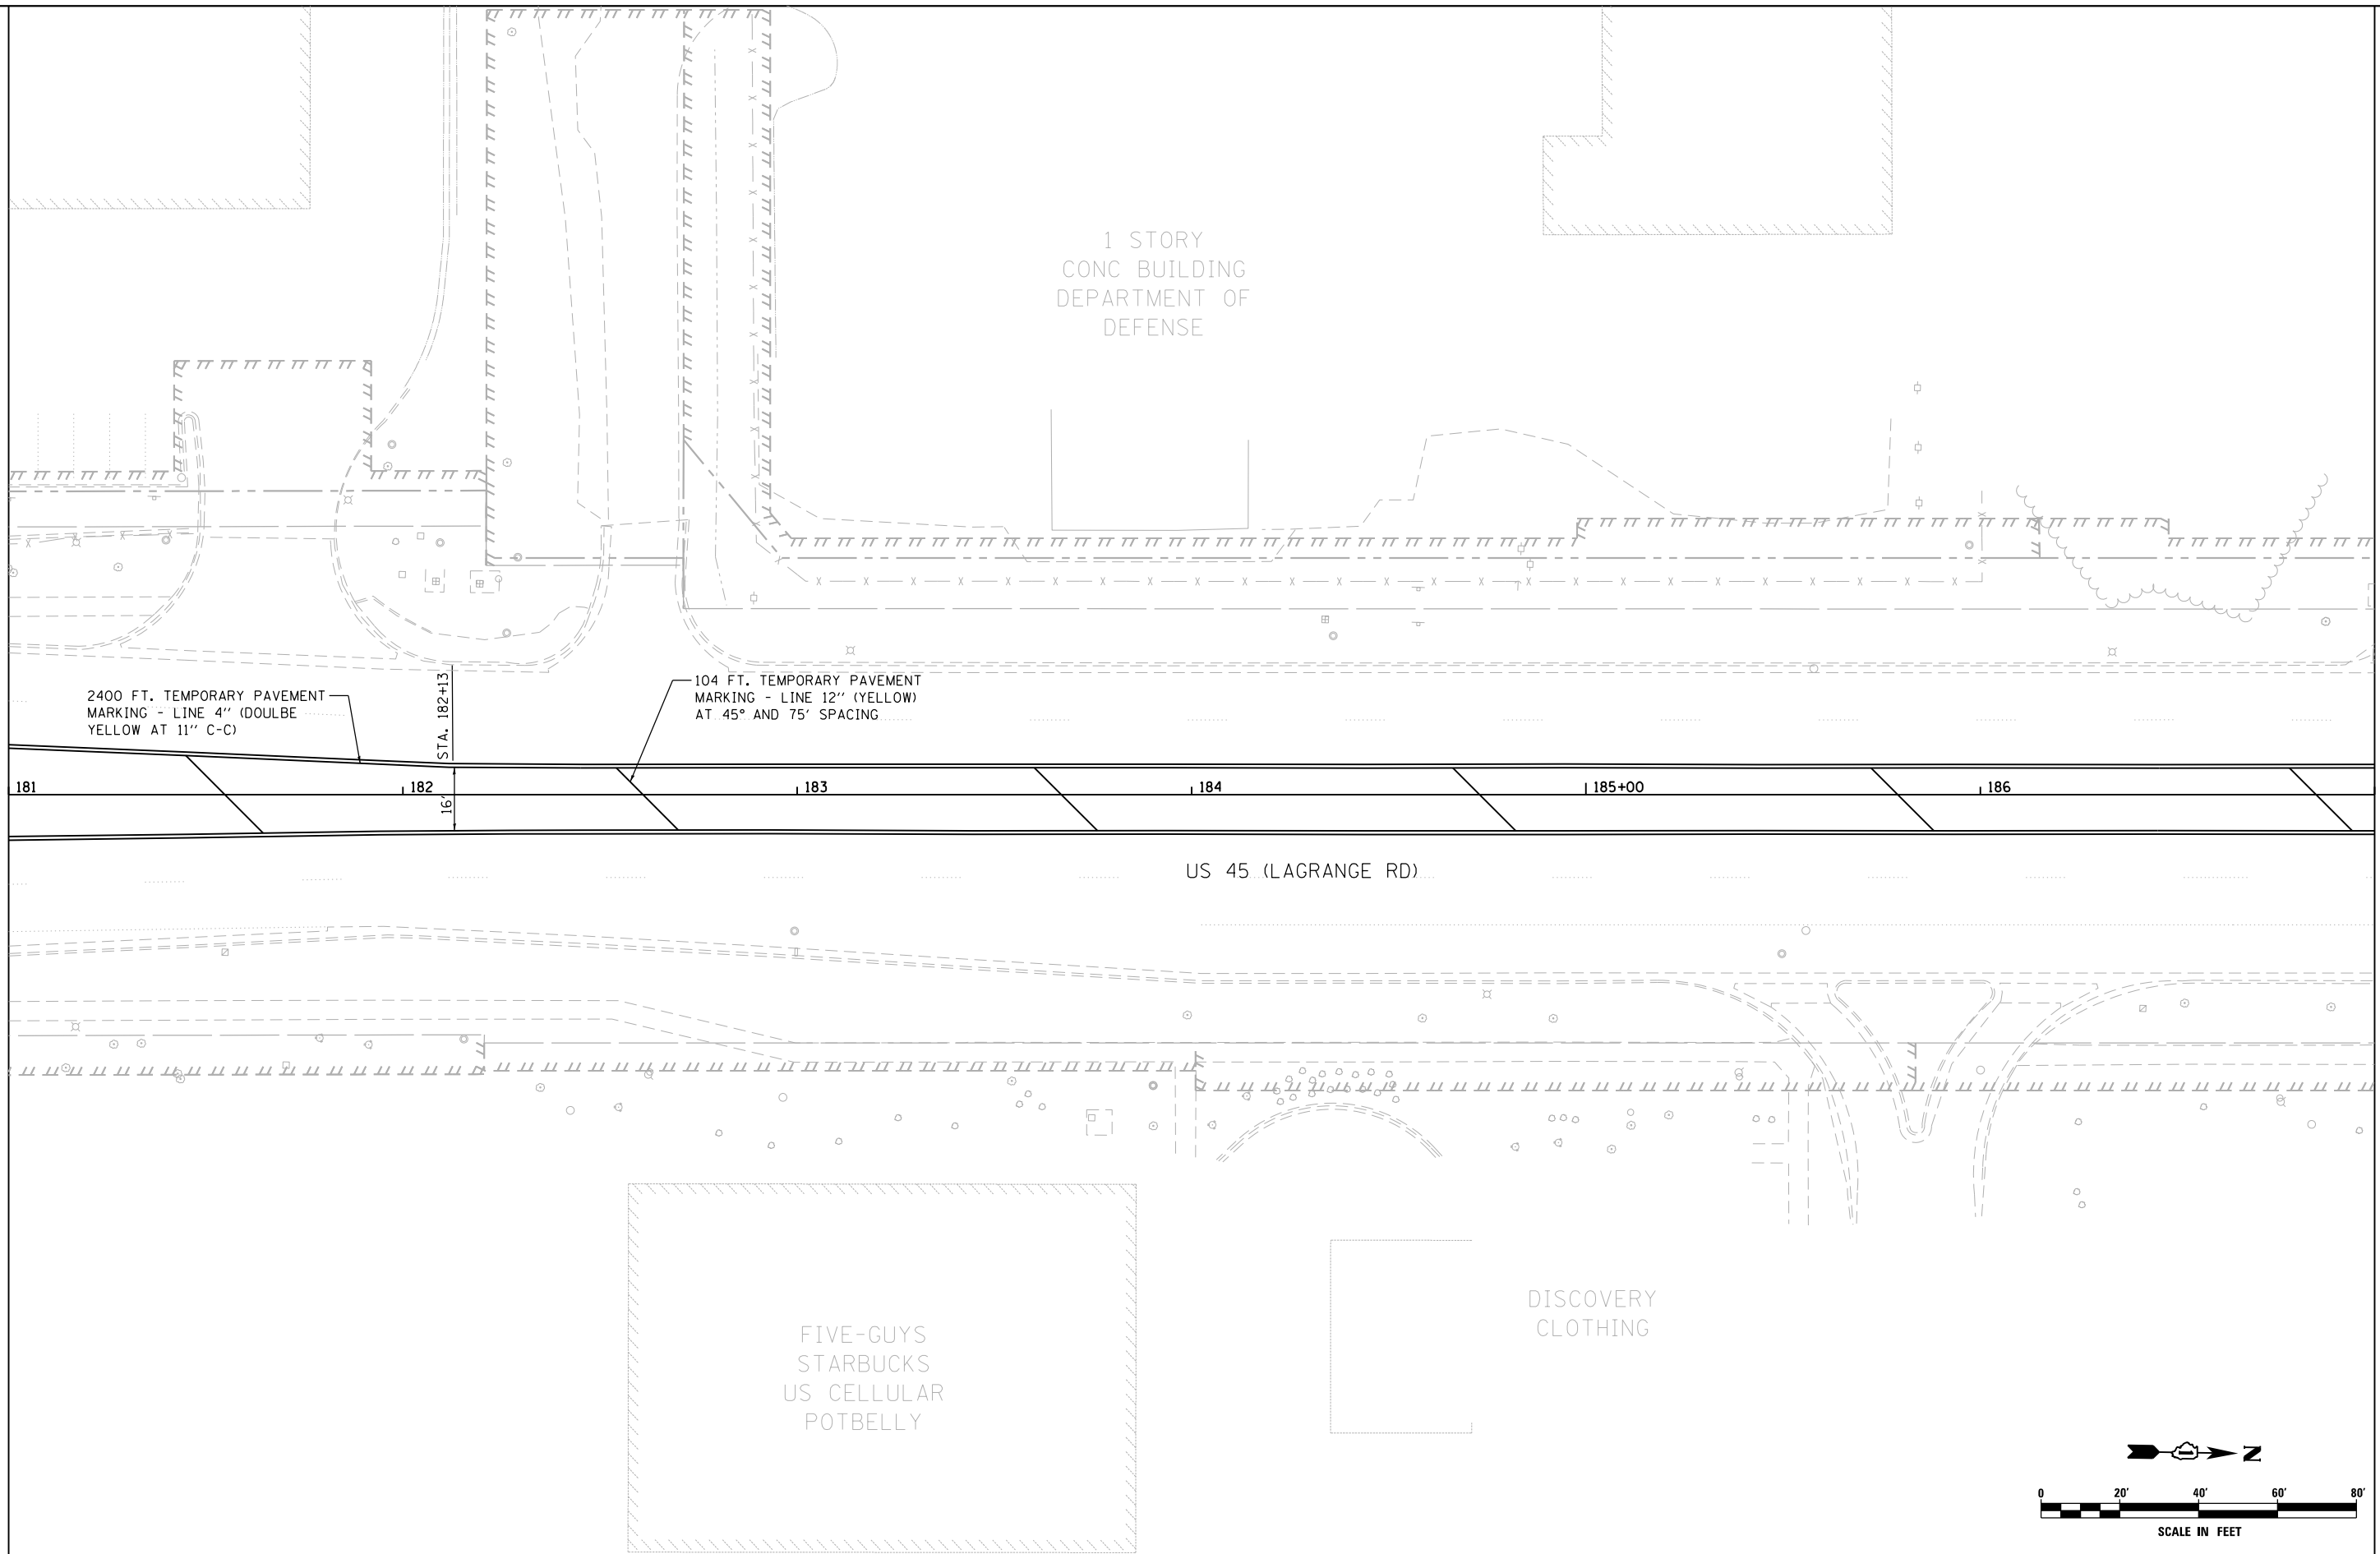 1 STORY
CONC BUILDING
DEPARTMENT OF
DEFENSE
2400 FT. TEMPORARY PAVEMENT
MARKING - LINE 4'' (DOULBE
YELLOW AT 11'' C-C)
STA. 182+13
104 FT. TEMPORARY PAVEMENT
MARKING - LINE 12'' (YELLOW)
AT 45° AND 75' SPACING
181
182
183
184
185+00
186
16'
US 45 (LAGRANGE RD)
FIVE-GUYS
STARBUCKS
US CELLULAR
POTBELLY
DISCOVERY
CLOTHING
N
0 20' 40' 60' 80'
SCALE IN FEET